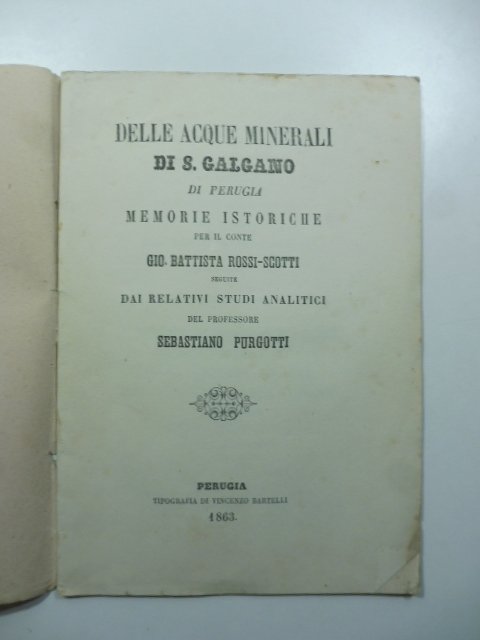 DELLE ACQUE MINERALI
DI S. GALGANO
DI PERUGIA
MEMORIE ISTORICHE
PER IL CONTE
GIO. BATTISTA ROSSI-SCOTTI
SEGUITE
DAI RELATIVI STUDI ANALITICI
DEL PROFESSORE
SEBASTIANO PURGOTTI
PERUGIA
TIPOGRAFIA DI VINCENZO BARTELLI
1863.